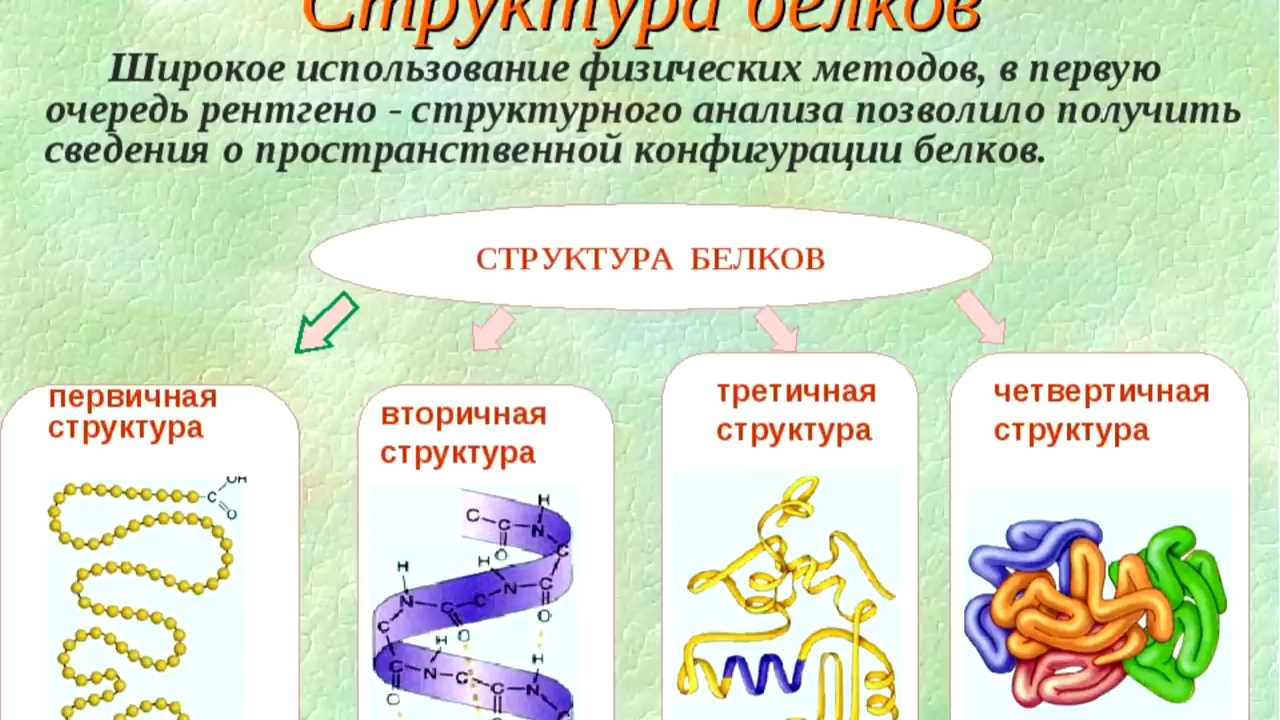 Структура белков
Широкое использование физических методов, в первую
очередь рентгено - структурного анализа позволило получить
сведения о пространственной конфигурации белков.
СТРУКТУРА БЕЛКОВ
первичная
структура
вторичная
структура
третичная
структура
четвертичная
структура
OH
C
O
H
C C N
O C
H
H N C
N C C
O
C O
H
H
C N C C N
O O C